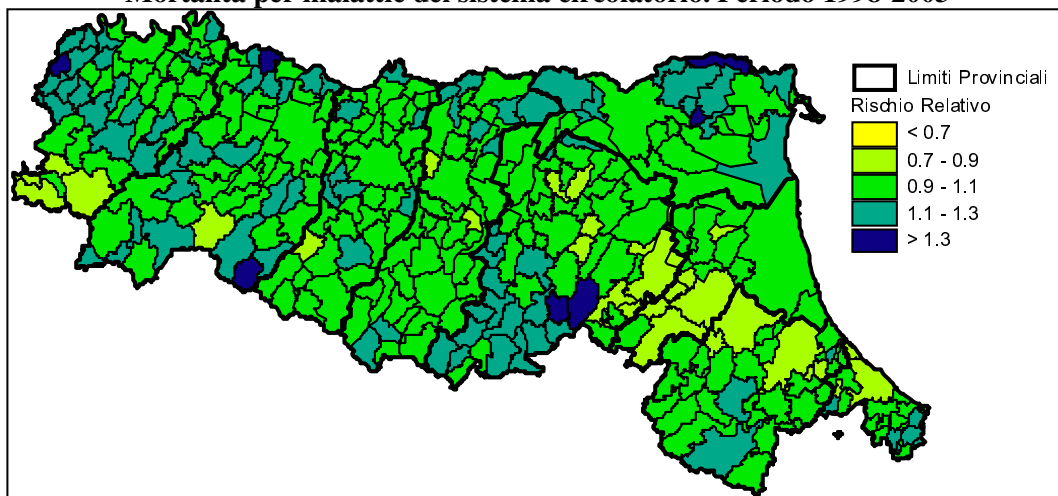 Mortalità per malattie del sistema circolatorio. Periodo 1998-2003
Limiti Provinciali
Rischio Relativo
< 0.7
0.7 - 0.9
0.9 - 1.1
1.1 - 1.3
> 1.3